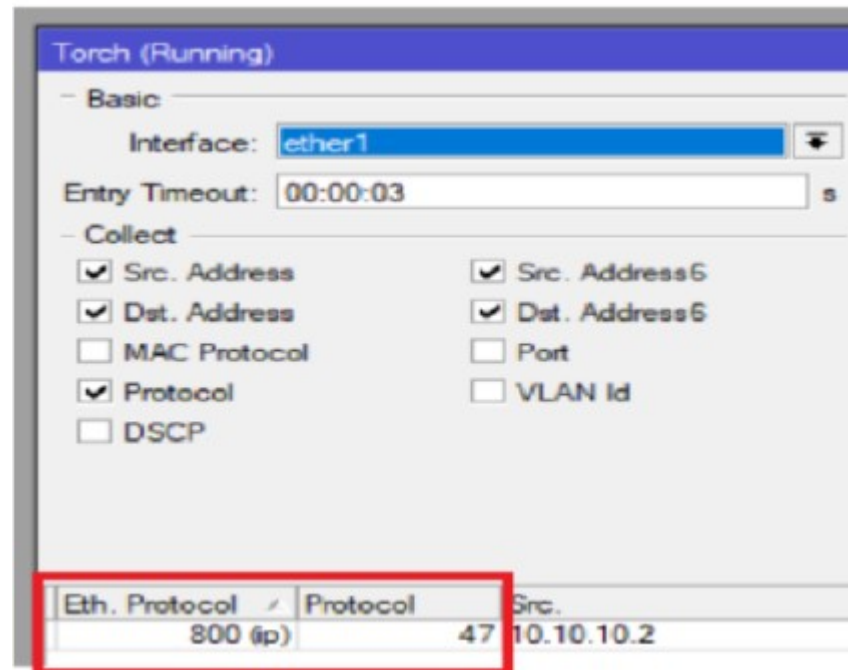 Torch (Running)
Basic
Interface: ether1
Entry Timeout: 00:00:03 s
Collect
Src. Address Src. Address6
Dst. Address Dst. Address6
MAC Protocol Port
Protocol VLAN Id
DSCP
Eth. Protocol Protocol Src.
800 (ip) 47 10.10.10.2